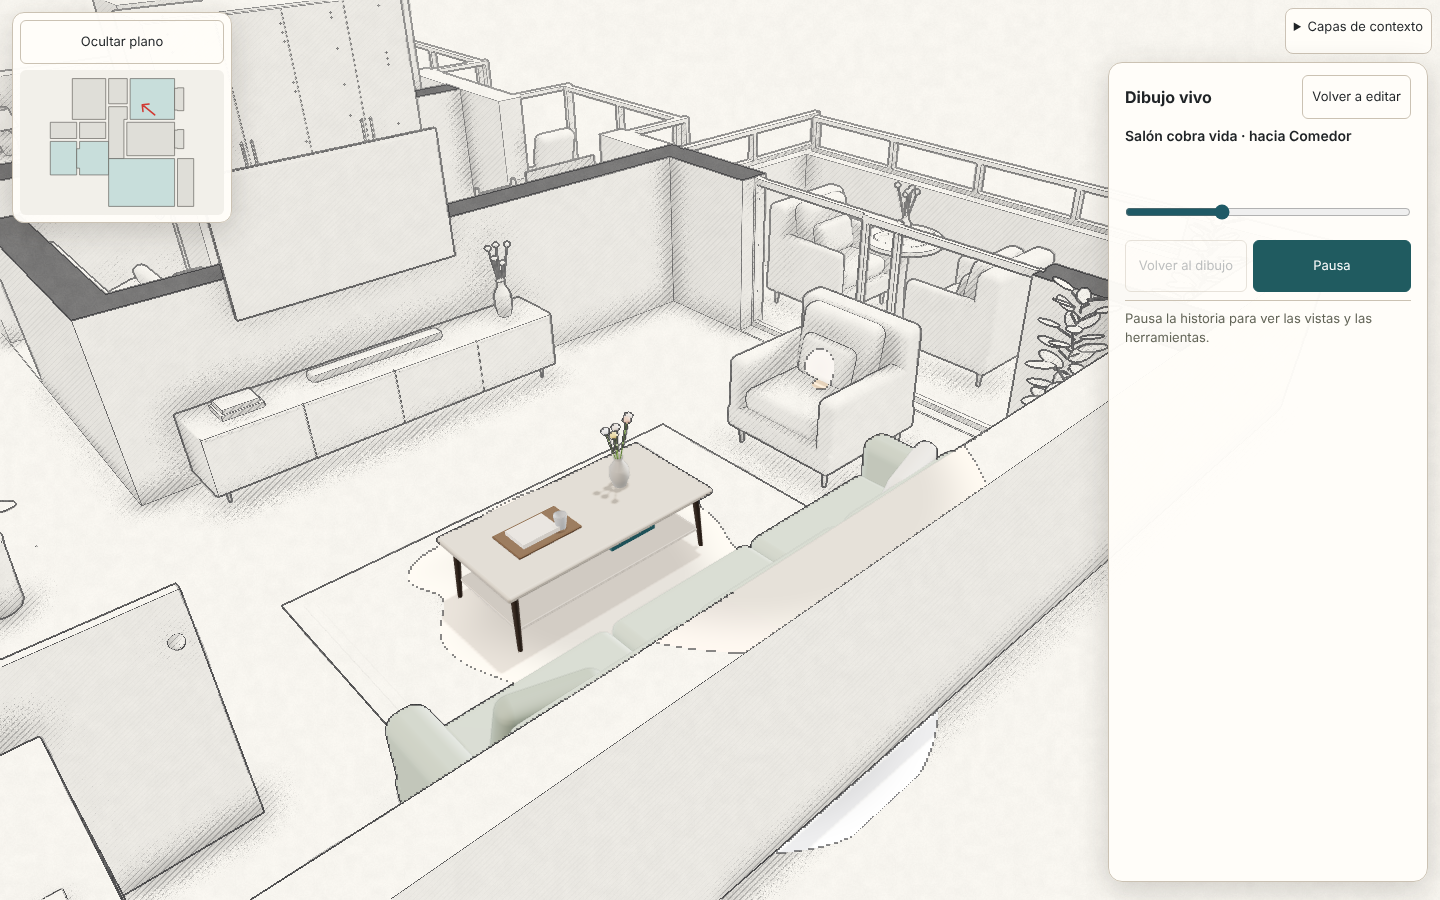 Ocultar plano
▶ Capas de contexto
Dibujo vivo
Volver a editar
Salón cobra vida · hacia Comedor
Volver al dibujo
Pausa
Pausa la historia para ver las vistas y las
herramientas.